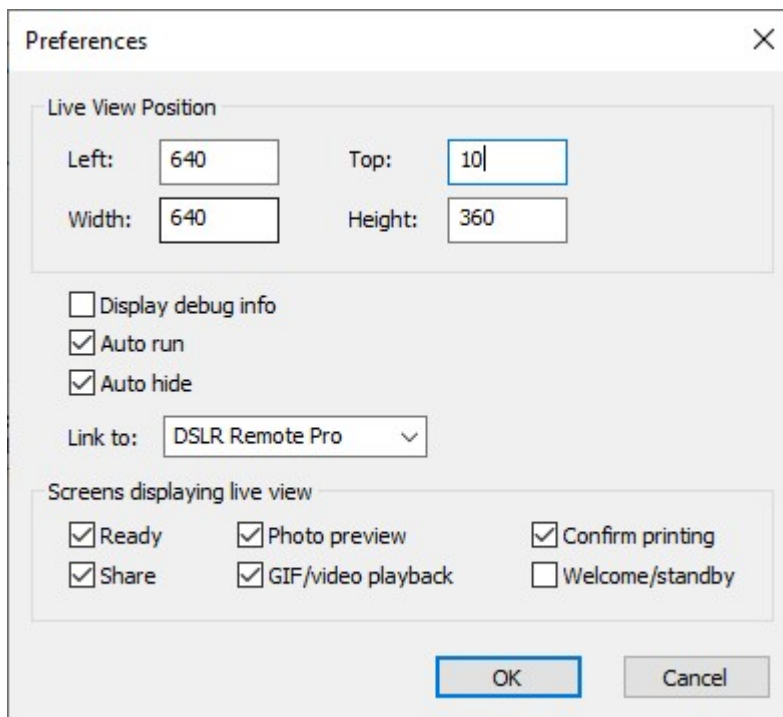 Preferences
Live View Position
Left: 640 Top: 10
Width: 640 Height: 360
Display debug info
Auto run
Auto hide
Link to: DSLR Remote Pro
Screens displaying live view
Ready Photo preview Confirm printing
Share GIF/video playback Welcome/standby
OK Cancel